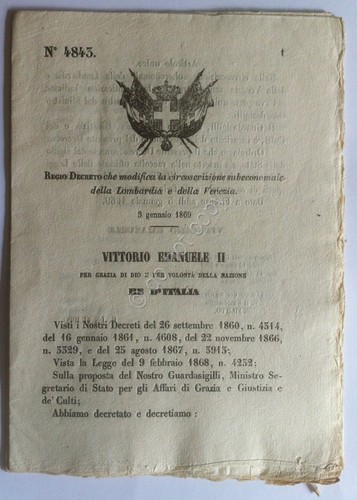 N° 4843.
REGIO DECRETO che modifica la circoscrizione subeconomale
della Lombardia e della Venezia.
3 gennaio 1869
VITTORIO EMANUELE II
PER GRAZIA DI DIO E PER VOLONTÀ DELLA NAZIONE
RE D'ITALIA
Visti i Nostri Decreti del 26 settembre 1860, n. 4314,
del 16 gennaio 1861, n. 4608, del 22 novembre 1866,
n. 3329, e del 25 agosto 1867, n. 3915;
Vista la Legge del 9 febbraio 1868, n. 4232;
Sulla proposta del Nostro Guardasigilli, Ministro Se-
gretario di Stato per gli Affari di Grazia e Giustizia e
de' Culti;
Abbiamo decretato e decretiamo :